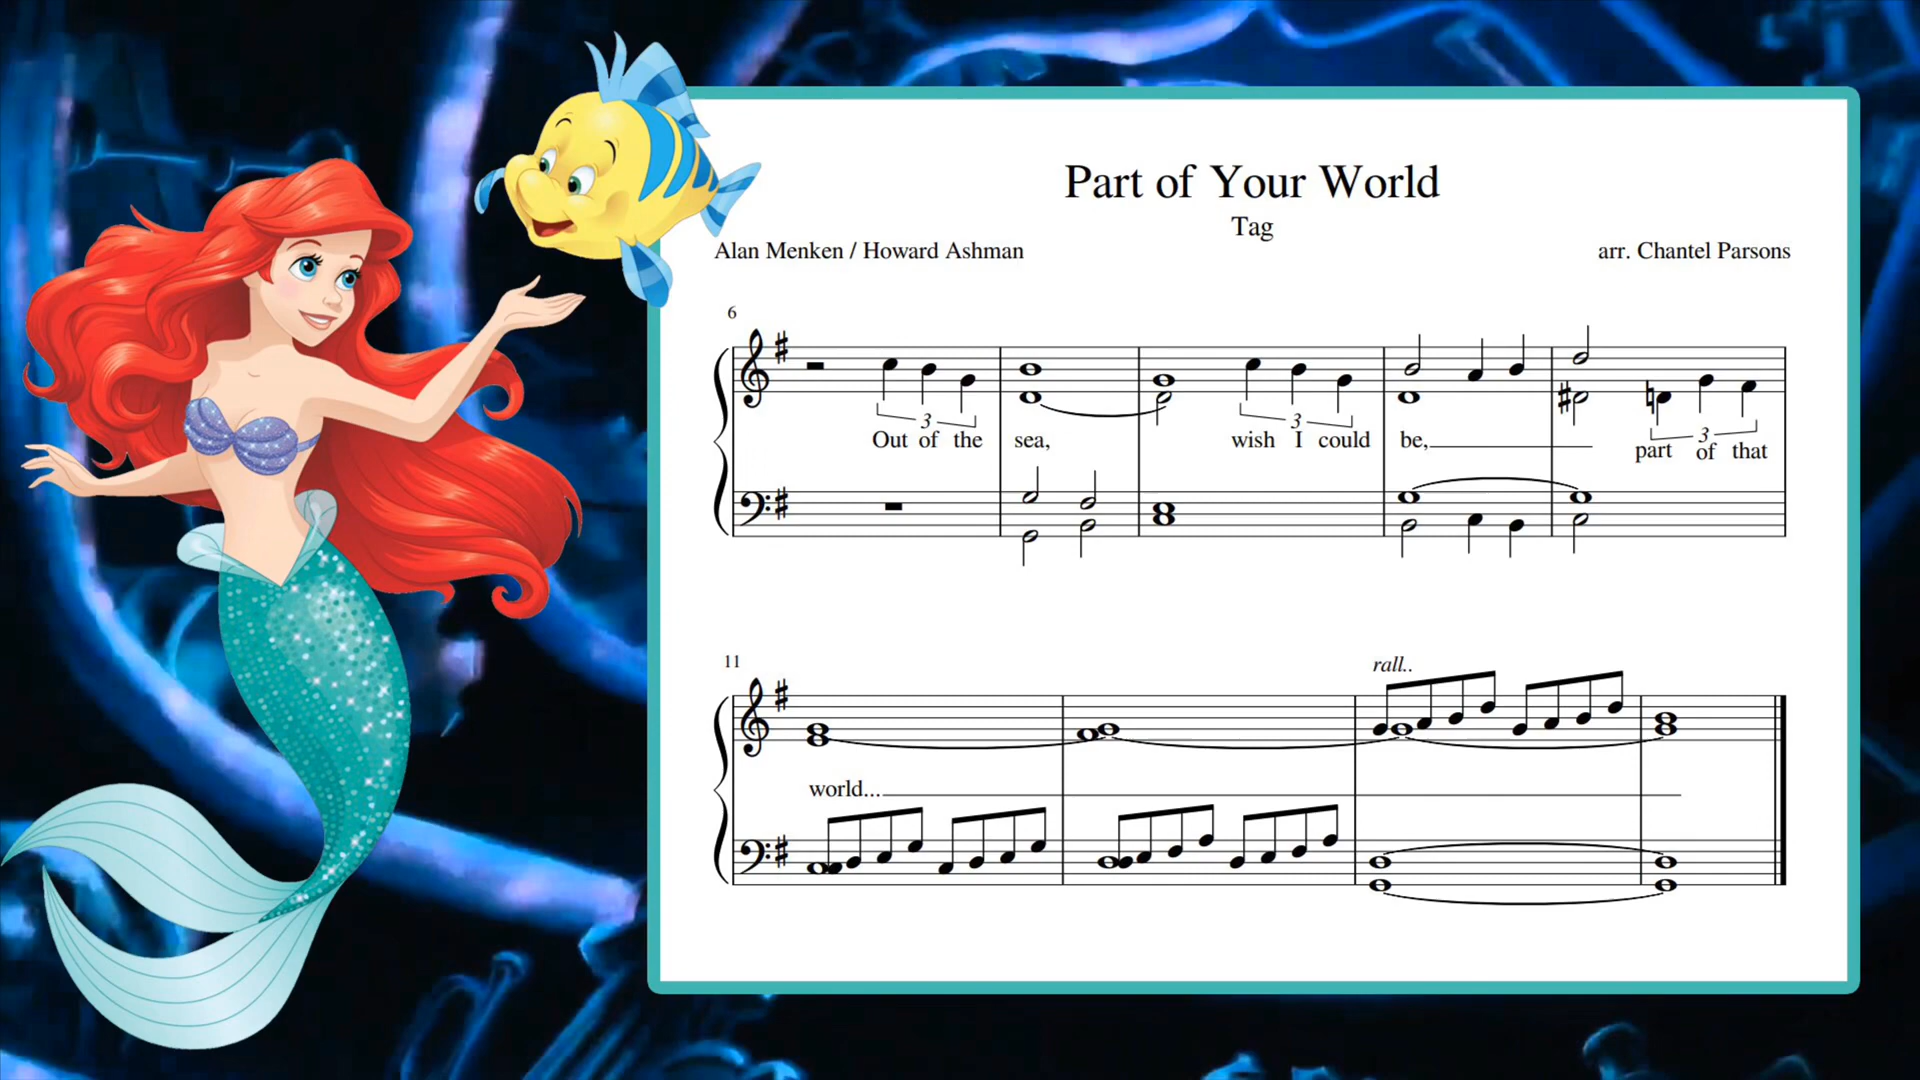 Part of Your World
Tag
Alan Menken / Howard Ashman
arr. Chantel Parsons
6
3
3
3
Out of the sea, wish I could be, part of that
11
rall..
world...